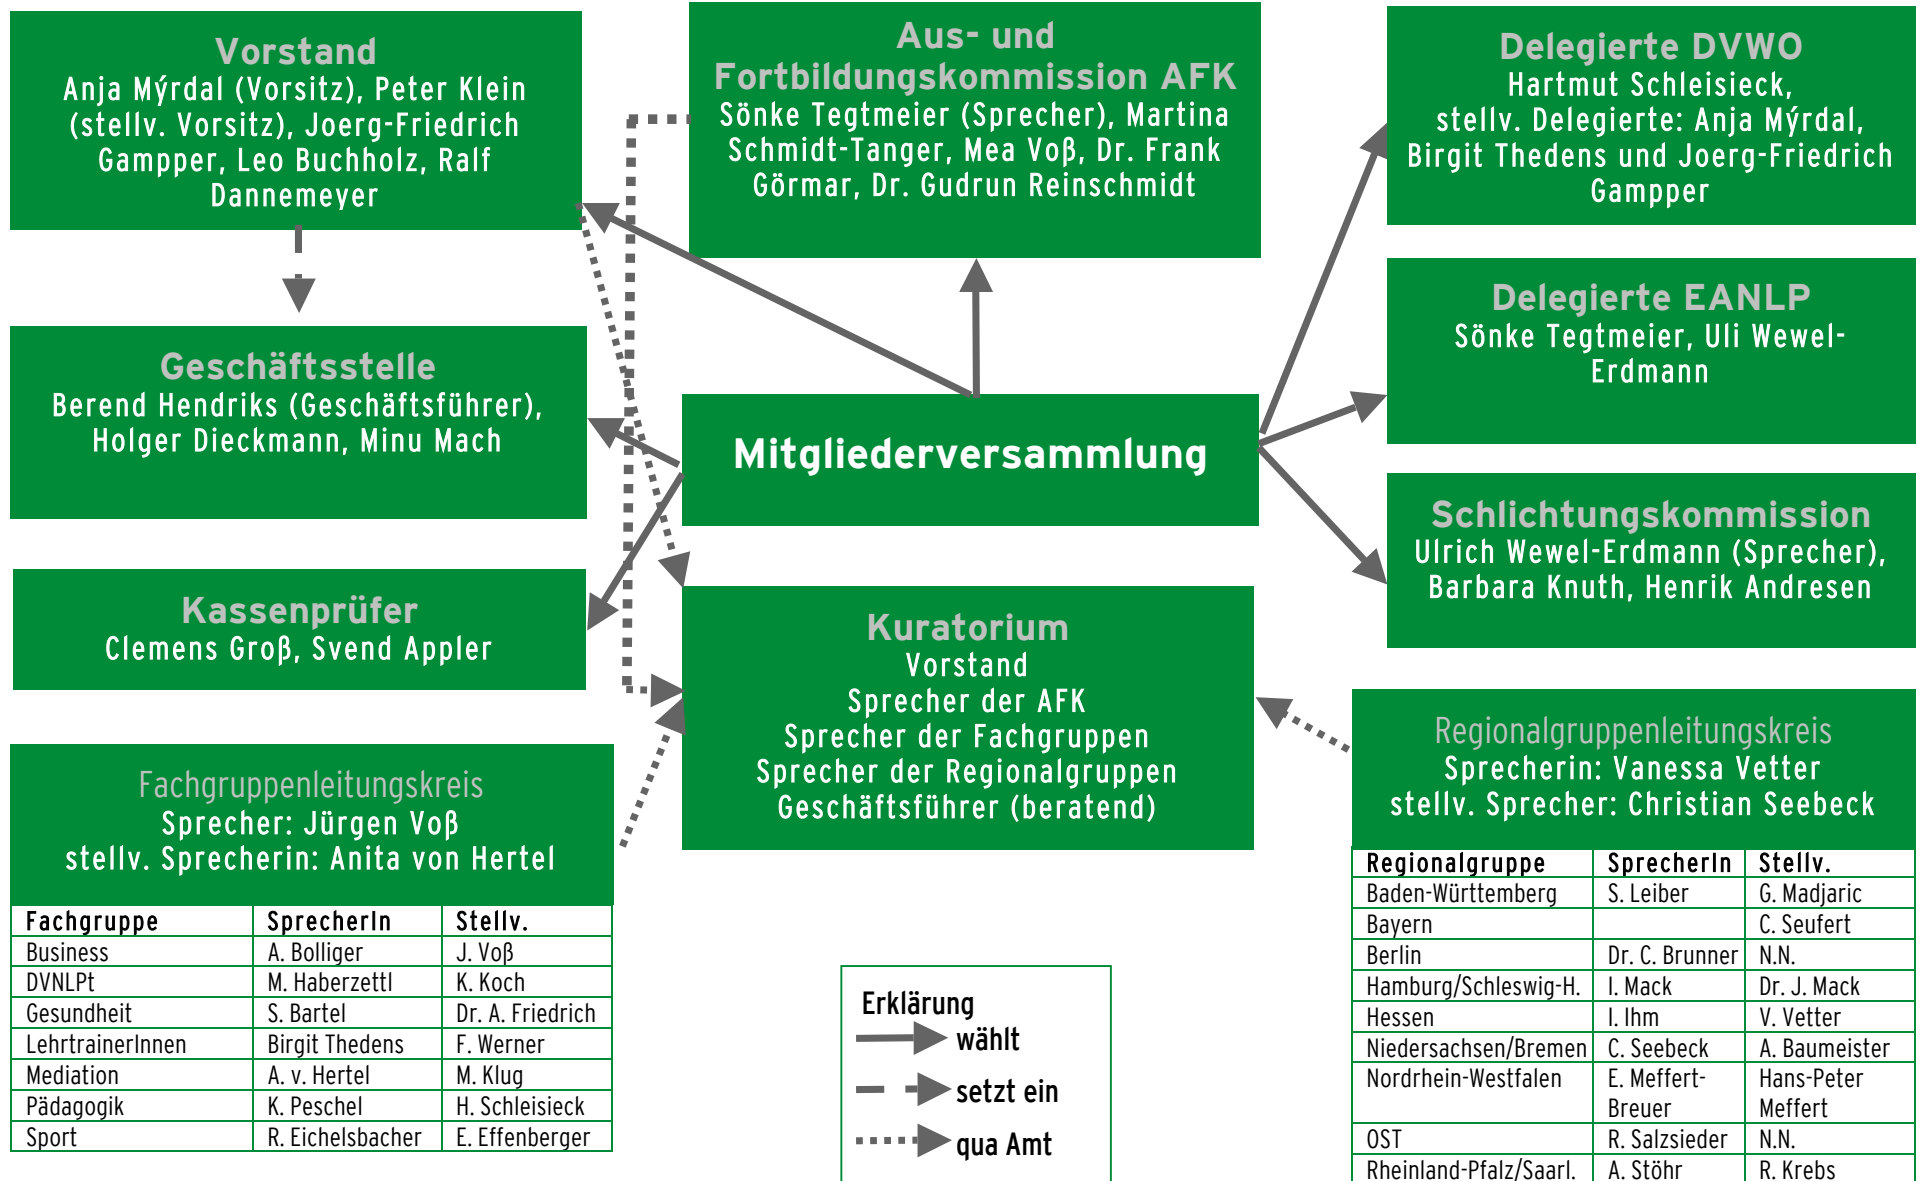 Vorstand
Anja Mýrdal (Vorsitz), Peter Klein
(stellv. Vorsitz), Joerg-Friedrich
Gampper, Leo Buchholz, Ralf
Dannemeyer
Aus- und
Fortbildungskommission AFK
Sönke Tegtmeier (Sprecher), Martina
Schmidt-Tanger, Mea Voß, Dr. Frank
Görmar, Dr. Gudrun Reinschmidt
Delegierte DVWO
Hartmut Schleisieck,
stellv. Delegierte: Anja Mýrdal,
Birgit Thedens und Joerg-Friedrich
Gampper
Delegierte EANLP
Sönke Tegtmeier, Uli Wewel-
Erdmann
Geschäftsstelle
Berend Hendriks (Geschäftsführer),
Holger Dieckmann, Minu Mach
Mitgliederversammlung
Schlichtungskommission
Ulrich Wewel-Erdmann (Sprecher),
Barbara Knuth, Henrik Andresen
Kassenprüfer
Clemens Groß, Svend Appler
Kuratorium
Vorstand
Sprecher der AFK
Sprecher der Fachgruppen
Sprecher der Regionalgruppen
Geschäftsführer (beratend)
Fachgruppenleitungskreis
Sprecher: Jürgen Voß
stellv. Sprecherin: Anita von Hertel
Fachgruppe SprecherIn Stellv.
Business A. Bolliger J. Voß
DVNLPt M. Haberzettl K. Koch
Gesundheit S. Bartel Dr. A. Friedrich
LehrtrainerInnen Birgit Thedens F. Werner
Mediation A. v. Hertel M. Klug
Pädagogik K. Peschel H. Schleisieck
Sport R. Eichelsbacher E. Effenberger
Erklärung
wählt
setzt ein
qua Amt
Regionalgruppenleitungskreis
Sprecherin: Vanessa Vetter
stellv. Sprecher: Christian Seebeck
Regionalgruppe SprecherIn Stellv.
Baden-Württemberg S. Leiber G. Madjaric
Bayern C. Seufert
Berlin Dr. C. Brunner N.N.
Hamburg/Schleswig-H. I. Mack Dr. J. Mack
Hessen I. Ihm V. Vetter
Niedersachsen/Bremen C. Seebeck A. Baumeister
Nordrhein-Westfalen E. Meffert- Hans-Peter
Breuer Meffert
OST R. Salzsieder N.N.
Rheinland-Pfalz/Saarl. A. Stöhr R. Krebs